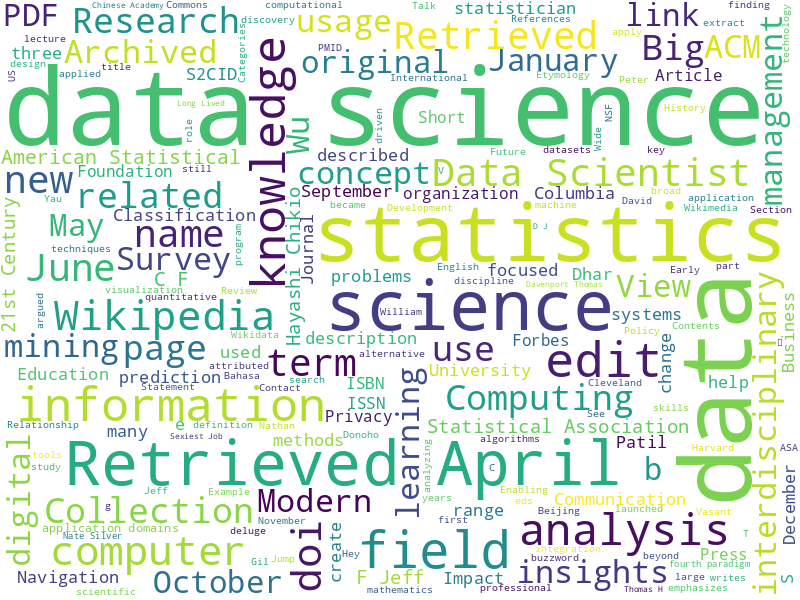 PDF
Research
Chinese Academy
Commons
discovery
computational
Talk
References
statistician
usage
link
finding
extract
PMID
apply
technology
lecture
three
design
Archived
Categories
Retrieved
January
Big
ACM
US
applied
title
S2CID
original
International
Etymology
Peter
Article
management
data science
Long Lived
role
knowledge
Wu
Short
driven
History
Wide
NSF
American Statistical
described
Future
datasets
key
Foundation
still
concept
V
Data Scientist
new
related
September
organization
Columbia
broad
application
Yau
Classification
Hayashi Chikio
Journal
became
Development
machine
David
Wikimedia
Section
21st Century
May
name
program
statistics
D J
techniques
June
Survey
C F
problems
English
focused
Dhar
View
Early
part
discipline
Davenport Thomas
visualization
Review
quantitative
science
systems
interdisciplinary
Business
data
Wikipedia
William
Wikidata
description
Forbes
Policy
Contents
argued
mining
page
used
attributed
alternative
term
use
edit
change
Education
prediction
Bahasa
search
ISBN
University
Cleveland
help
Statement
Contact
information
ISSN
learning
Computing
See
skills
Relationship
many
e
definition
Nathan
Privacy
Statistical Association
Sexiest Job
methods
Donoho
algorithms
Patil
Harvard
ASA
digital
tools
study
Retrieved April
analyzing
C
b
Jeff
Example
years
Enabling
eds
Communication
Vasant
December
Collection
g
Modern
doi
range
Beijing
launched
application domains
November
create
first
analysis
Press
T
Nate Silver
deluge
Hey
field
integration
computer
Gil
Jump
buzzword
beyond
fourth paradigm
Navigation
October
F Jeff
Impact
insights
large
writes
S
scientific
mathematics
professional
Thomas H
emphasizes